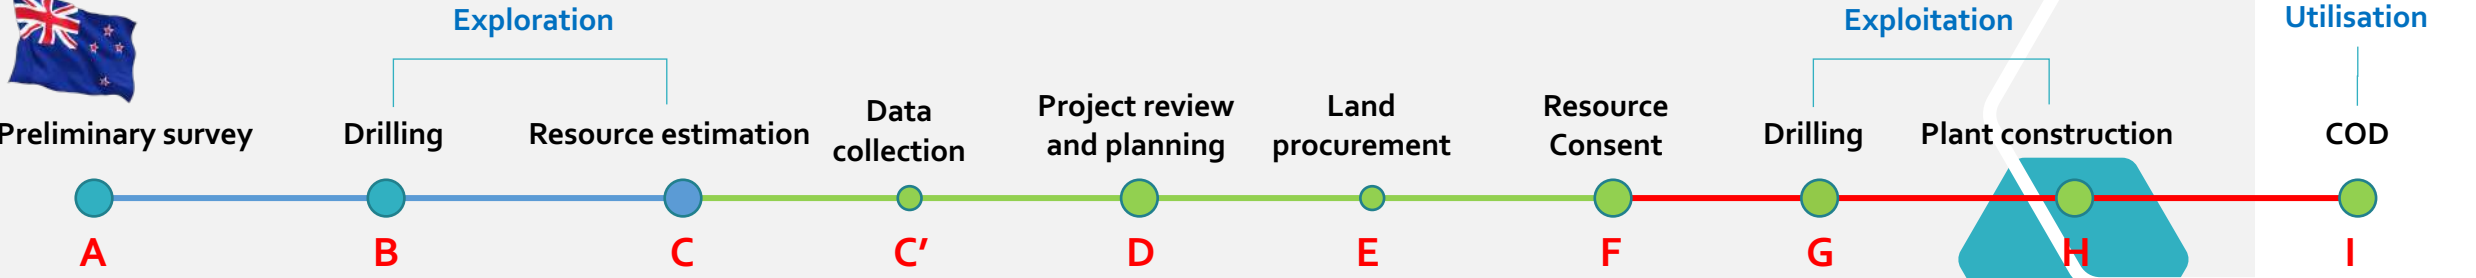 Exploration
Exploitation
Utilisation
Preliminary survey
Drilling
Resource estimation
Data
collection
Project review
and planning
Land
procurement
Resource
Consent
Drilling
Plant construction
COD
A
B
C
C’
D
E
F
G
H
I